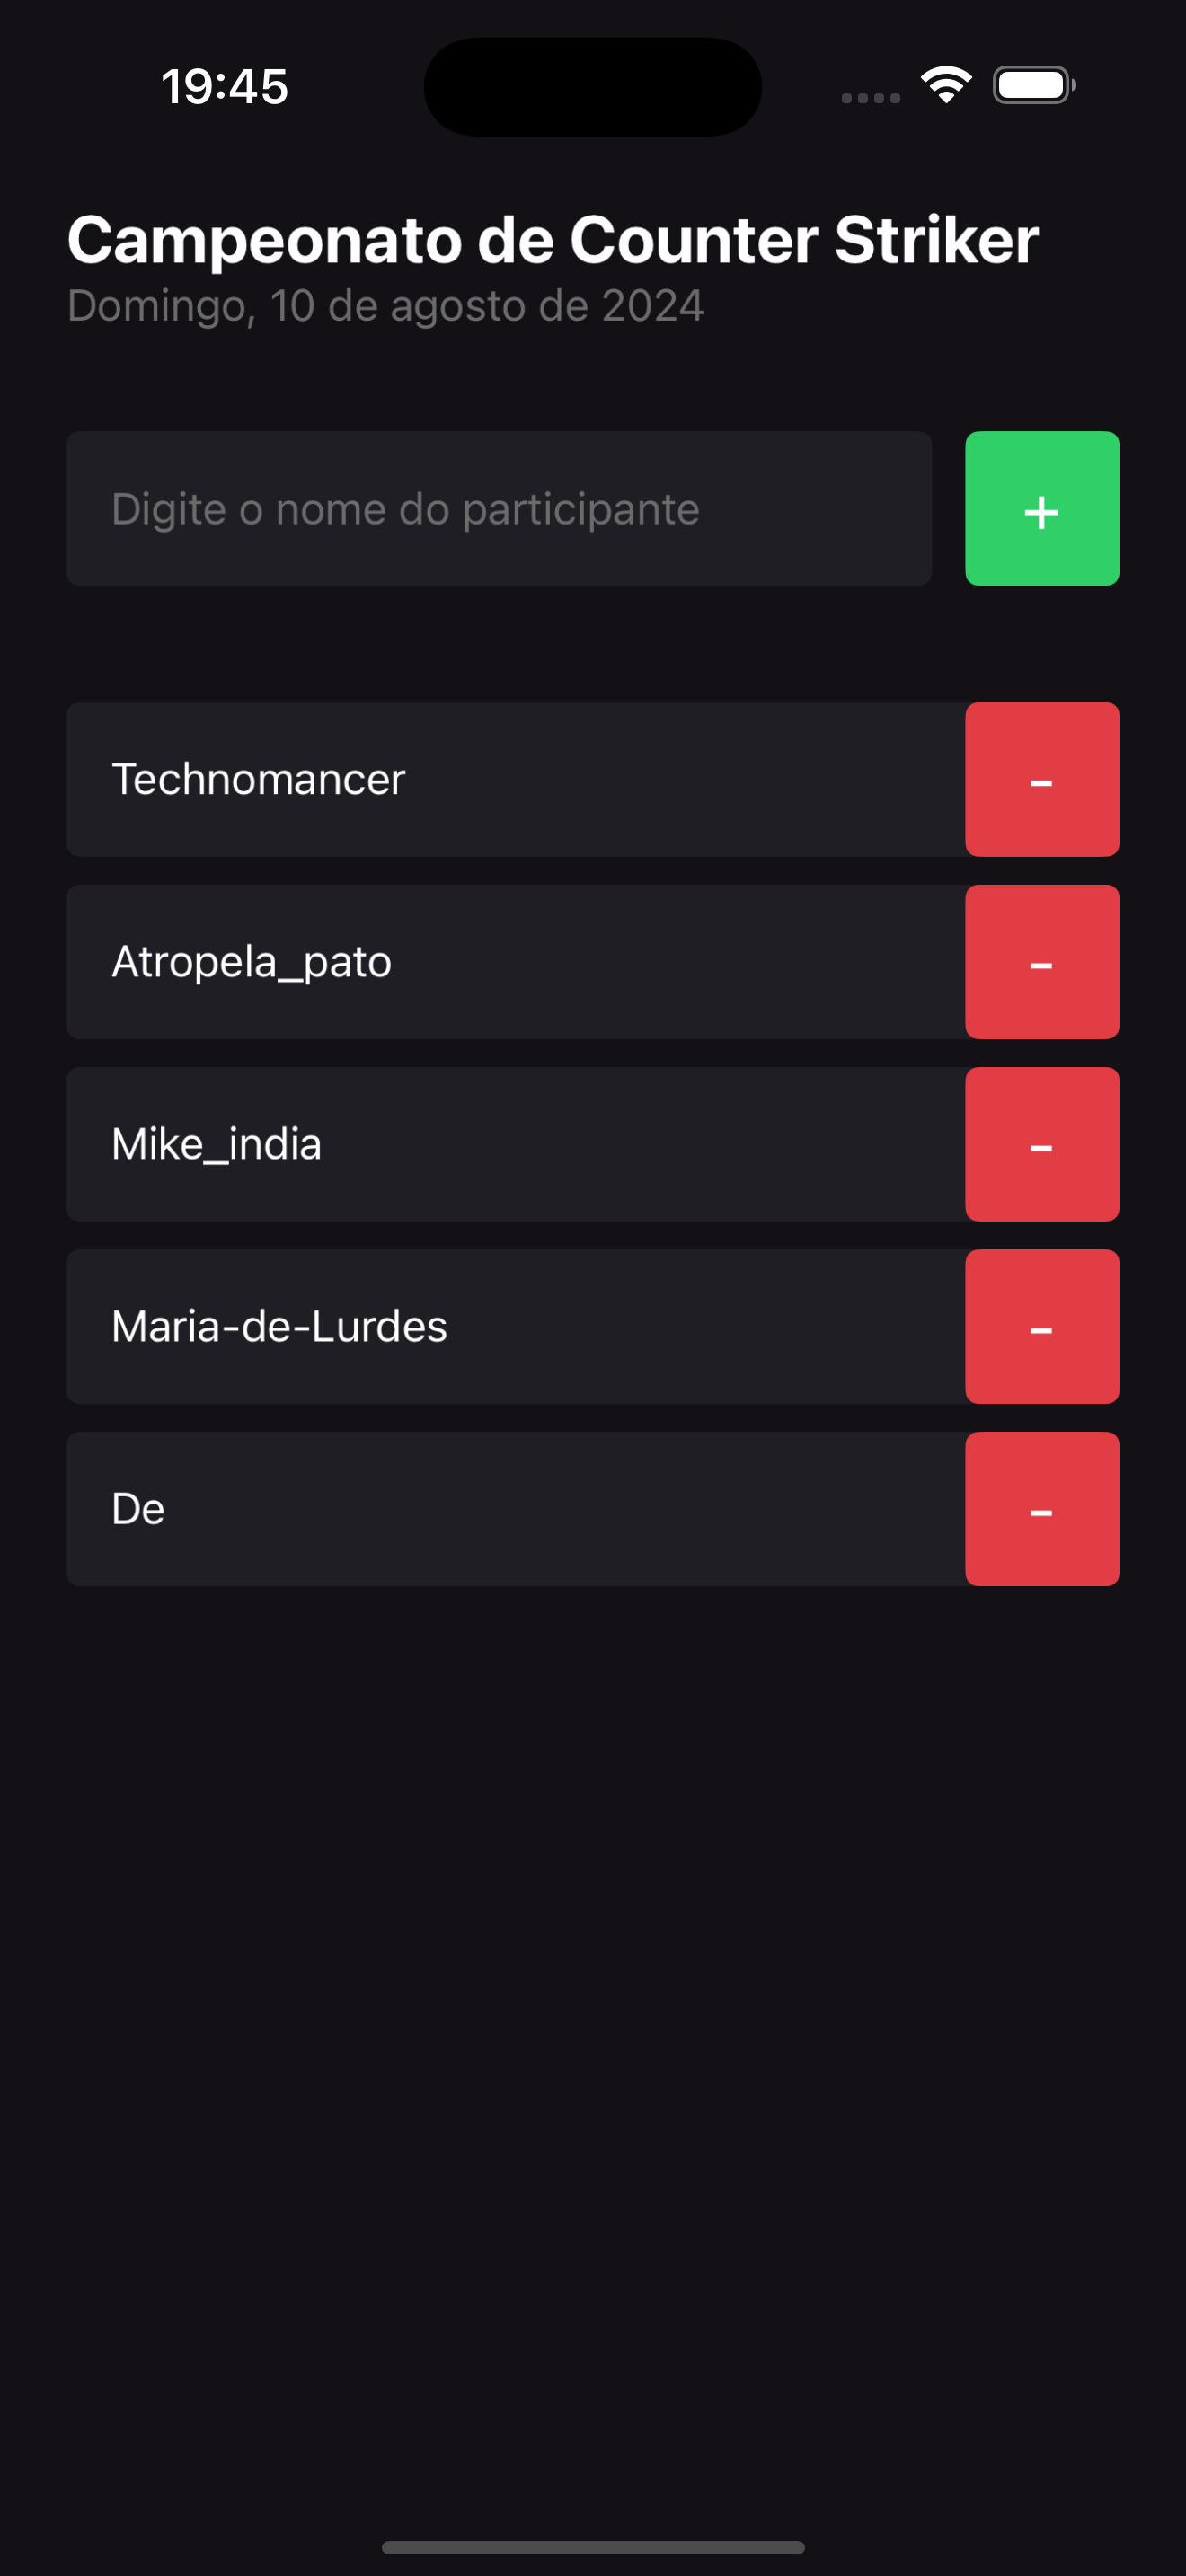 19:45
Campeonato de Counter Striker
Domingo, 10 de agosto de 2024
Digite o nome do participante
+
Technomancer
-
Atropela_pato
-
Mike_india
-
Maria-de-Lurdes
-
De
-